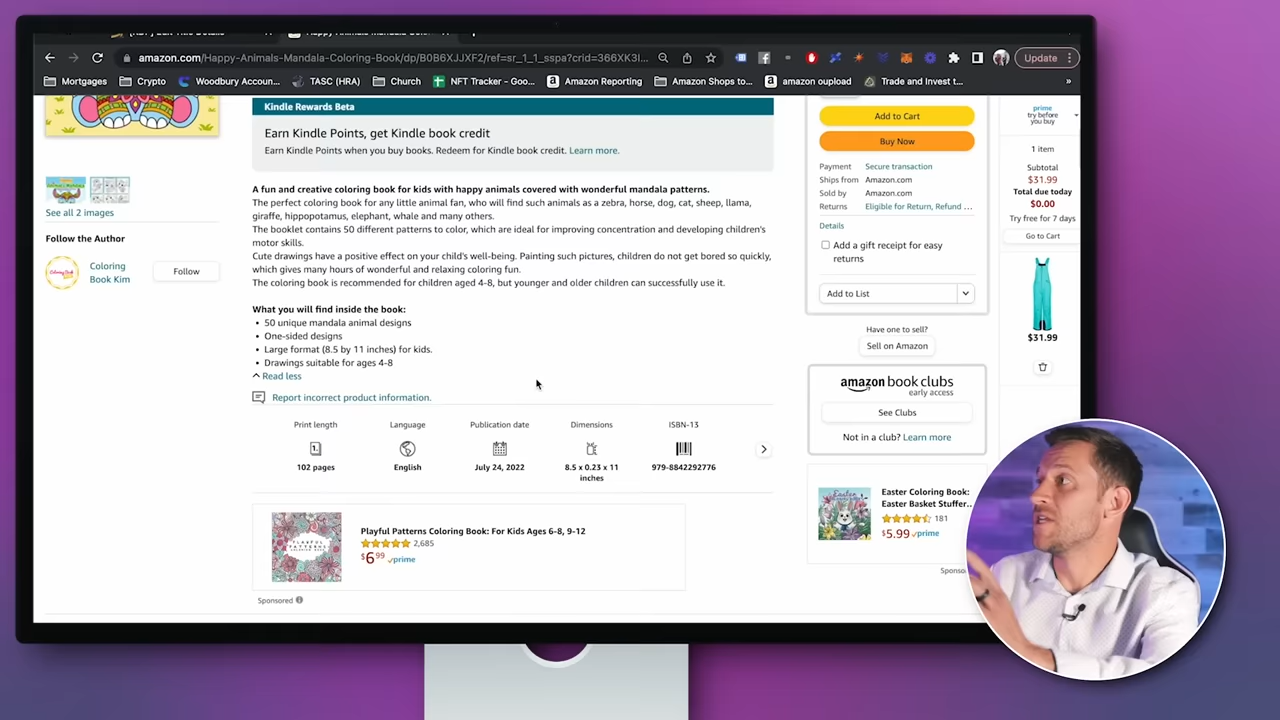 amazon.com/Happy-Animals-Mandala-Coloring-Book/dp/B0B6XJJXF2/ref=sr_1_1_sspa?crid=366XK3I...
Update
Mortgages
Crypto
Woodbury Accoun...
TASC (HRA)
Church
NFT Tracker - Goo...
Amazon Reporting
Amazon Shops to...
amazon oupload
Trade and Invest t...
»
Kindle Rewards Beta
Earn Kindle Points, get Kindle book credit
Earn Kindle Points when you buy books. Redeem for Kindle book credit. Learn more.
See all 2 images
Follow the Author
Coloring
Book Kim
Follow
A fun and creative coloring book for kids with happy animals covered with wonderful mandala patterns.
The perfect coloring book for any little animal fan, who will find such animals as a zebra, horse, dog, cat, sheep, llama,
giraffe, hippopotamus, elephant, whale and many others.
The booklet contains 50 different patterns to color, which are ideal for improving concentration and developing children's
motor skills.
Cute drawings have a positive effect on your child's well-being. Painting such pictures, children do not get bored so quickly,
which gives many hours of wonderful and relaxing coloring fun.
The coloring book is recommended for children aged 4-8, but younger and older children can successfully use it.
What you will find inside the book:
• 50 unique mandala animal designs
• One-sided designs
• Large format (8.5 by 11 inches) for kids.
• Drawings suitable for ages 4-8
Read less
Report incorrect product information.
Print length
102 pages
Language
English
Publication date
July 24, 2022
Dimensions
8.5 x 0.23 x 11
inches
ISBN-13
979-8842292776
Playful Patterns Coloring Book: For Kids Ages 6-8, 9-12
2,685
$6.99 prime
Sponsored
Add to Cart
Buy Now
Payment Secure transaction
Ships from Amazon.com
Sold by Amazon.com
Returns Eligible for Return, Refund ...
Details
Add a gift receipt for easy
returns
Add to List
Have one to sell?
Sell on Amazon
amazon book clubs
early access
See Clubs
Not in a club? Learn more
Easter Coloring Book:
Easter Basket Stuffer...
181
$5.99 prime
prime
try before
you buy
1 item
Subtotal
$31.99
Total due today
$0.00
Try free for 7 days
Go to Cart
$31.99